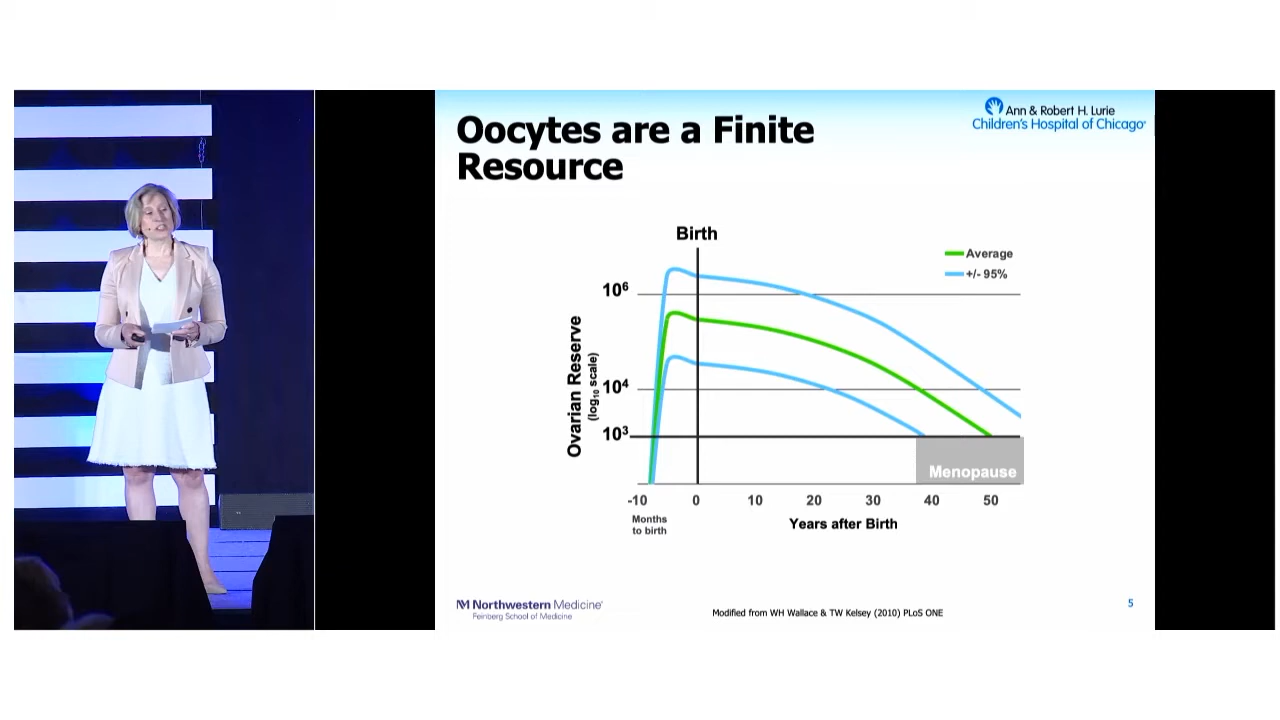 Oocytes are a Finite
Resource
Ann & Robert H. Lurie
Children's Hospital of Chicago®
Birth
Average
+/- 95%
10⁶
10⁴
10³
Ovarian Reserve
(log₁₀ scale)
Menopause
-10 0 10 20 30 40 50
Months
to birth
Years after Birth
Northwestern Medicine®
Feinberg School of Medicine
Modified from WH Wallace & TW Kelsey (2010) PLoS ONE
5